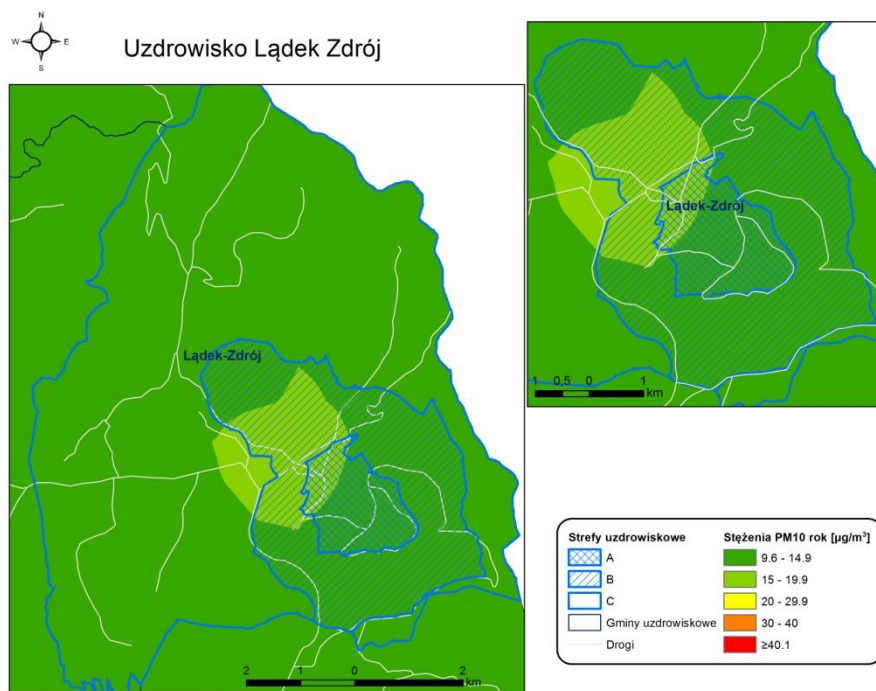 N
W E
S
Uzdrowisko Lądek Zdrój
Lądek-Zdrój
2 1 0 2
km
Lądek-Zdrój
1 0,5 0 1
km
Strefy uzdrowiskowe
A
B
C
Gminy uzdrowiskowe
Drogi
Stężenia PM10 rok [µg/m³]
9.6 - 14.9
15 - 19.9
20 - 29.9
30 - 40
≥40.1